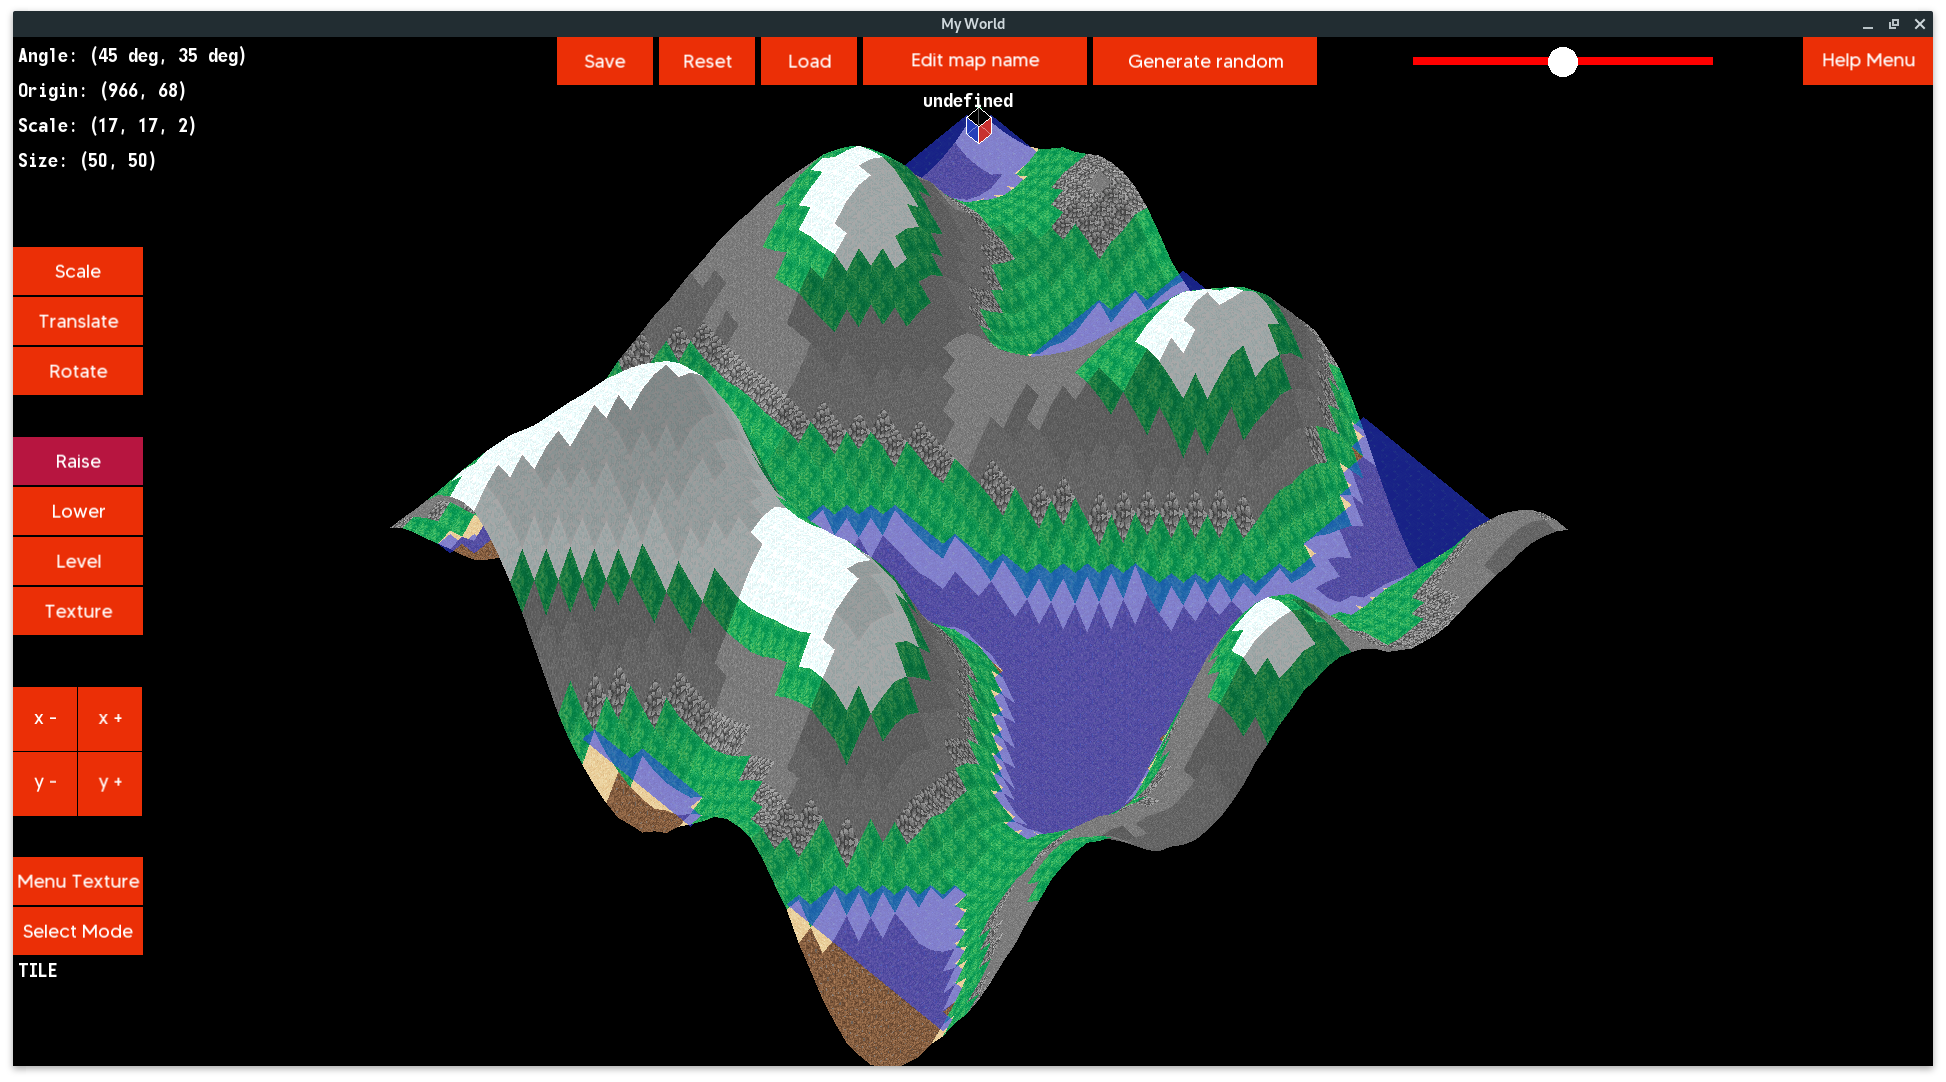 My World
Angle: (45 deg, 35 deg)
Origin: (966, 68)
Scale: (17, 17, 2)
Size: (50, 50)
Save
Reset
Load
Edit map name
Generate random
Help Menu
undefined
Scale
Translate
Rotate
Raise
Lower
Level
Texture
x - x +
y - y +
Menu Texture
Select Mode
TILE